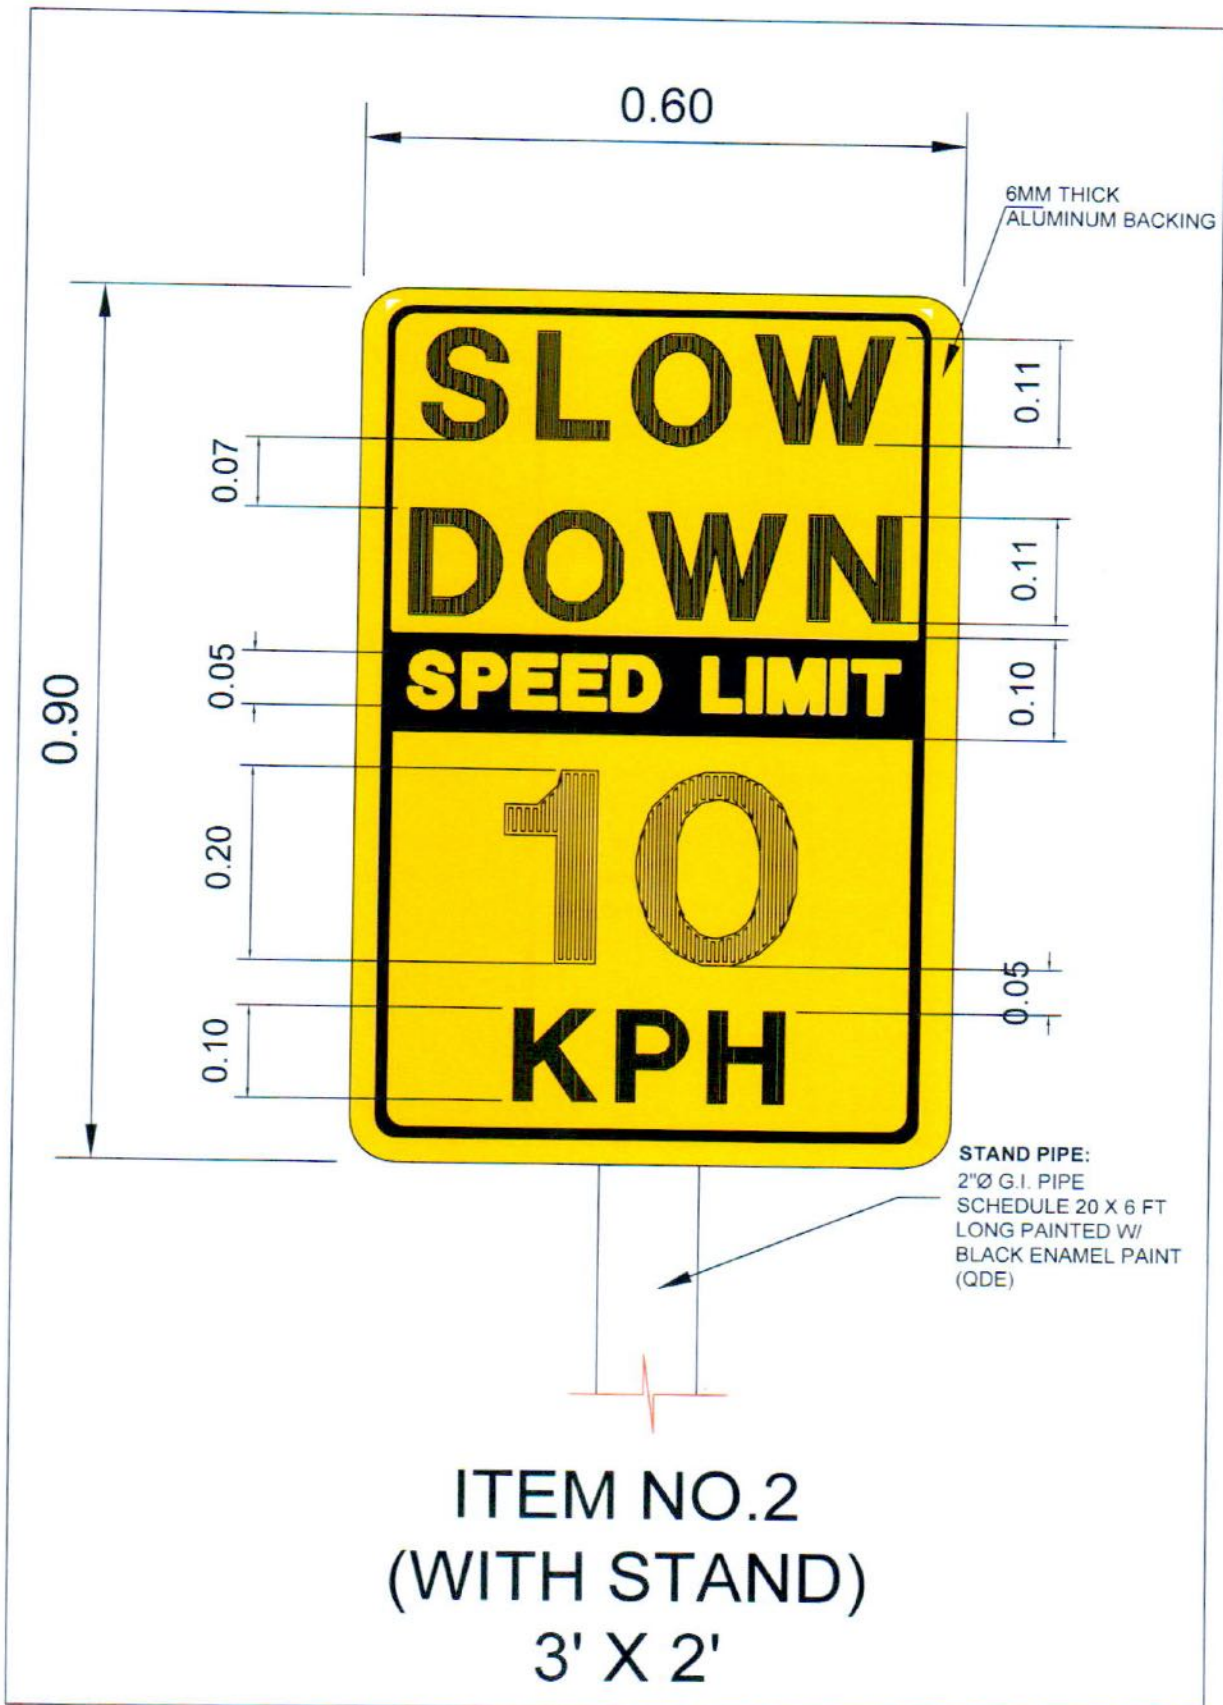 0.60
6MM THICK
ALUMINUM BACKING
SLOW
0.11
0.07
DOWN
0.11
0.90
0.05
SPEED LIMIT
0.10
0.20
10
0.05
0.10
KPH
STAND PIPE:
2"Ø G.I. PIPE
SCHEDULE 20 X 6 FT
LONG PAINTED W/
BLACK ENAMEL PAINT
(QDE)
ITEM NO.2
(WITH STAND)
3' X 2'